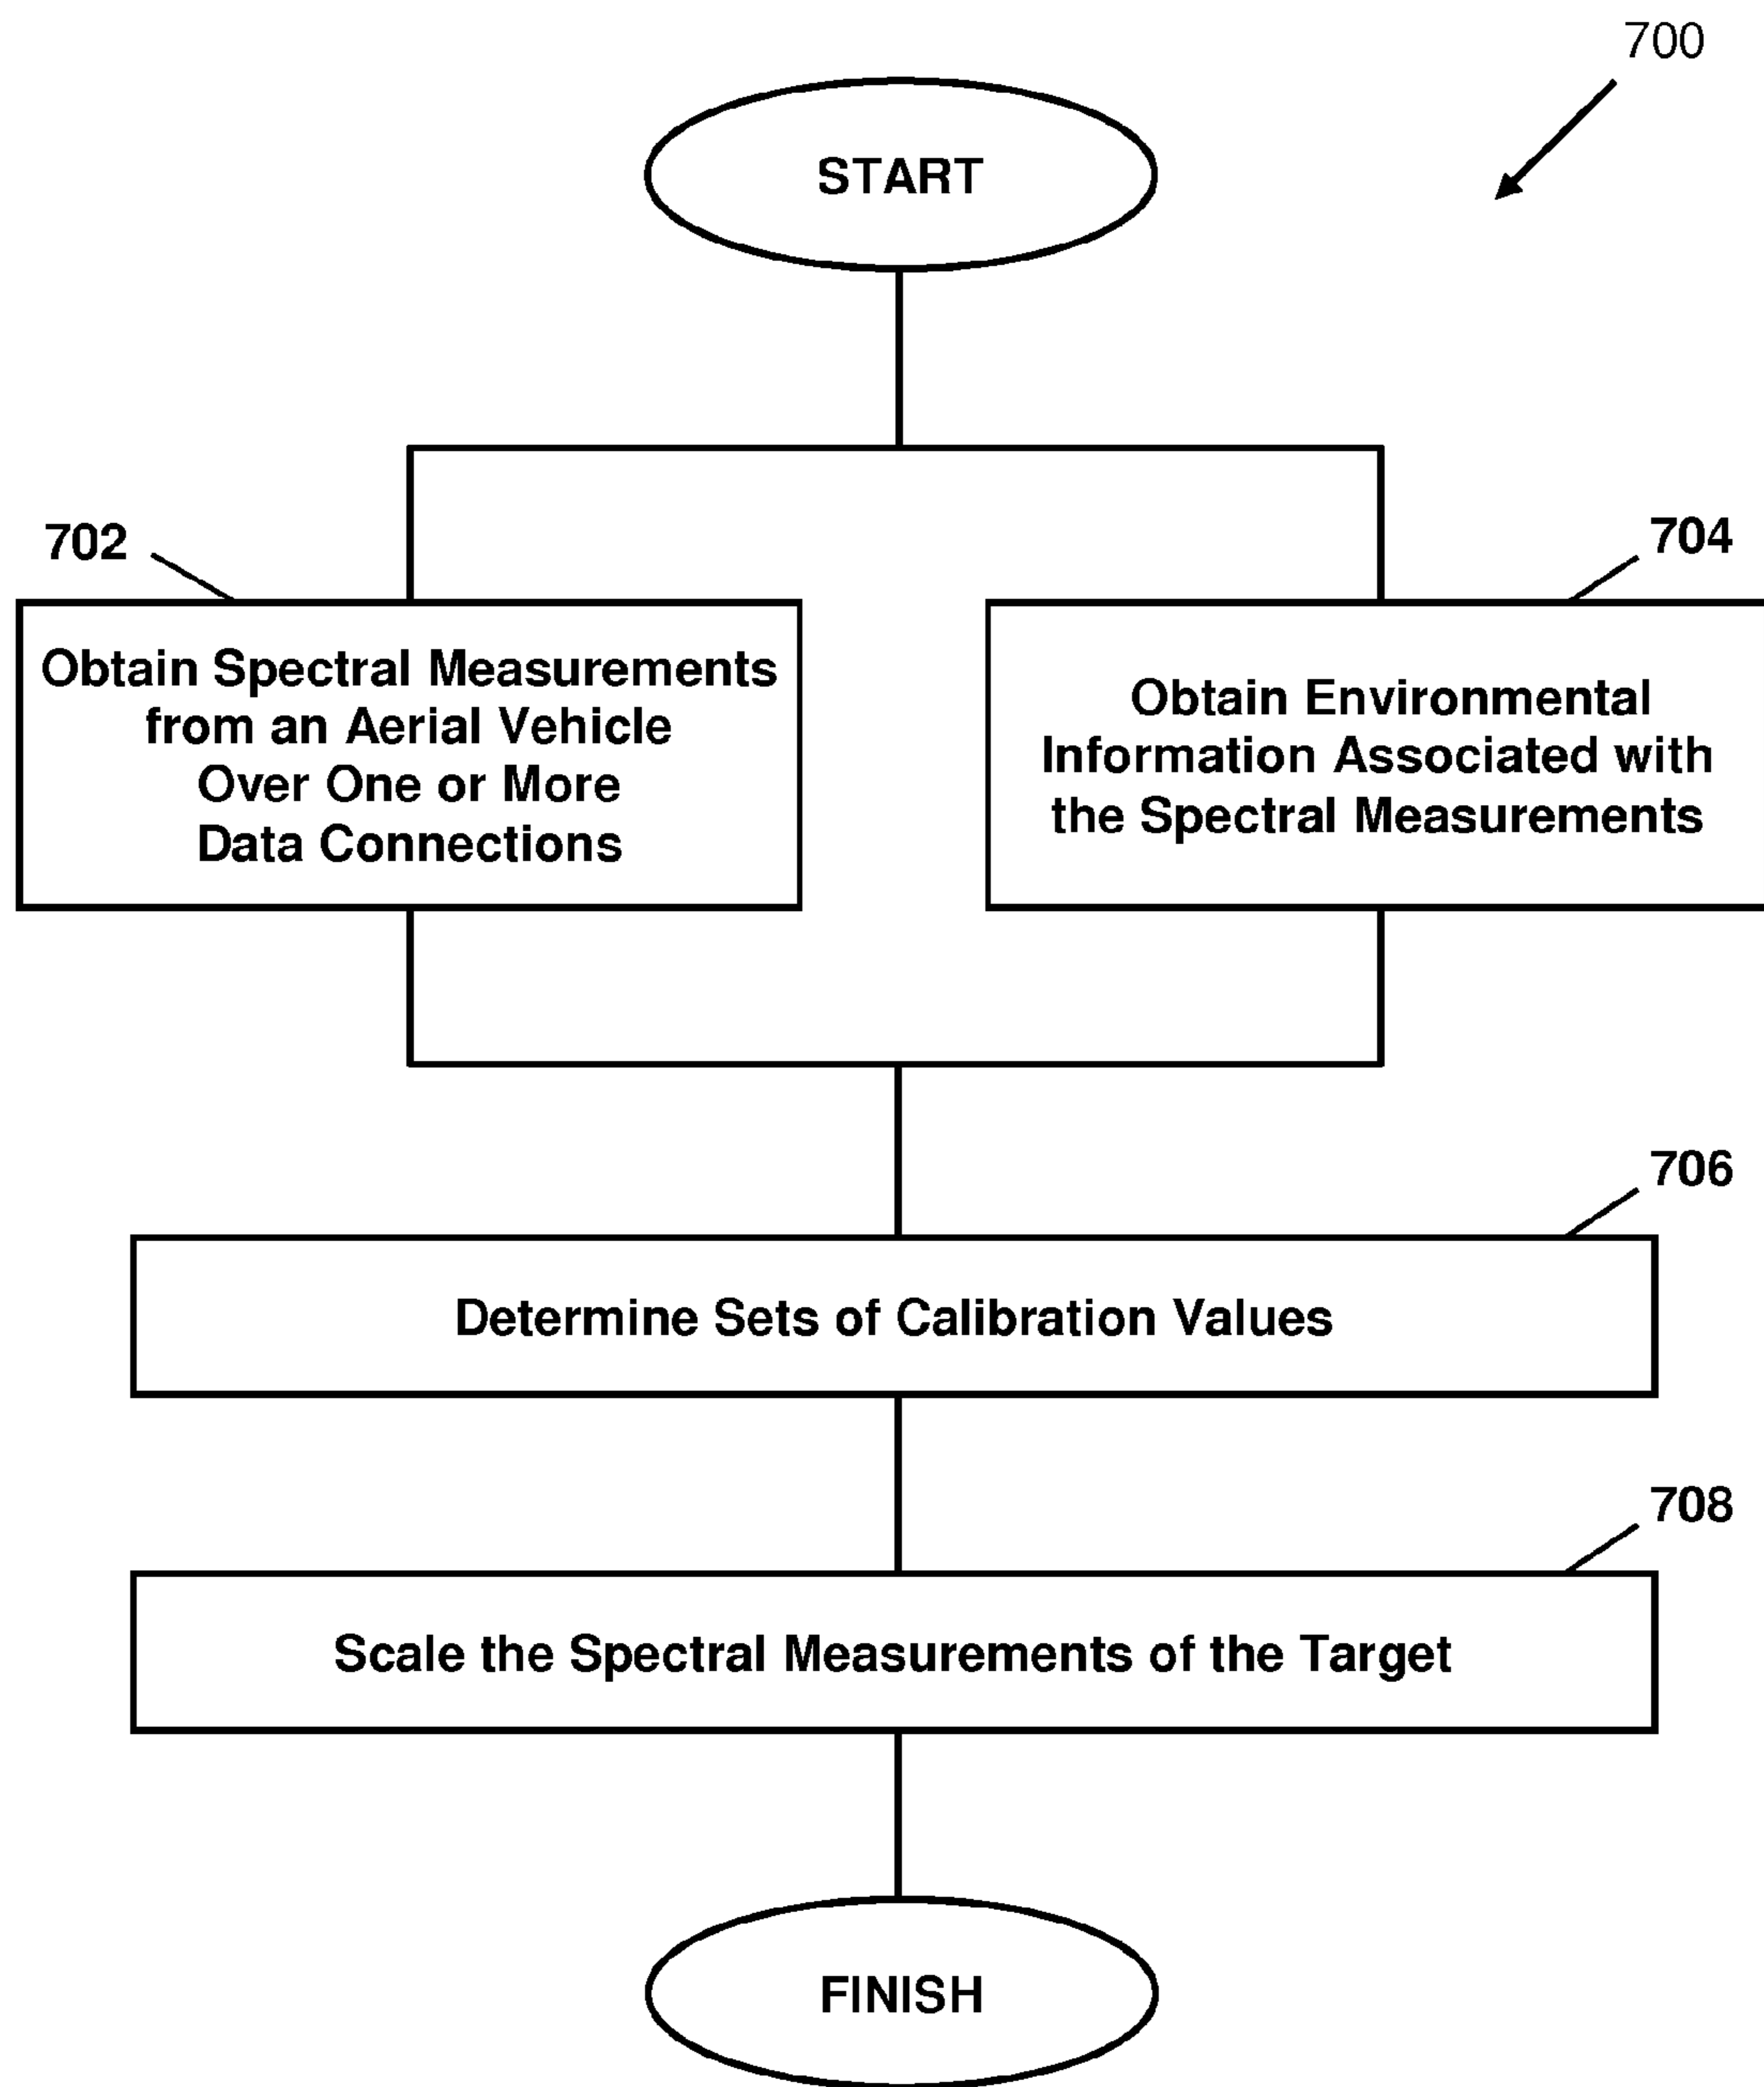 700
START
702
704
Obtain Spectral Measurements
from an Aerial Vehicle
Over One or More
Data Connections
Obtain Environmental
Information Associated with
the Spectral Measurements
706
Determine Sets of Calibration Values
708
Scale the Spectral Measurements of the Target
FINISH